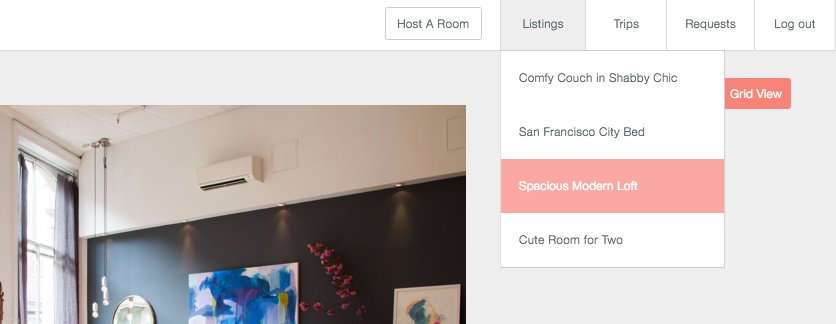 Host A Room
Listings
Trips
Requests
Log out
Comfy Couch in Shabby Chic
Grid View
San Francisco City Bed
Spacious Modern Loft
Cute Room for Two